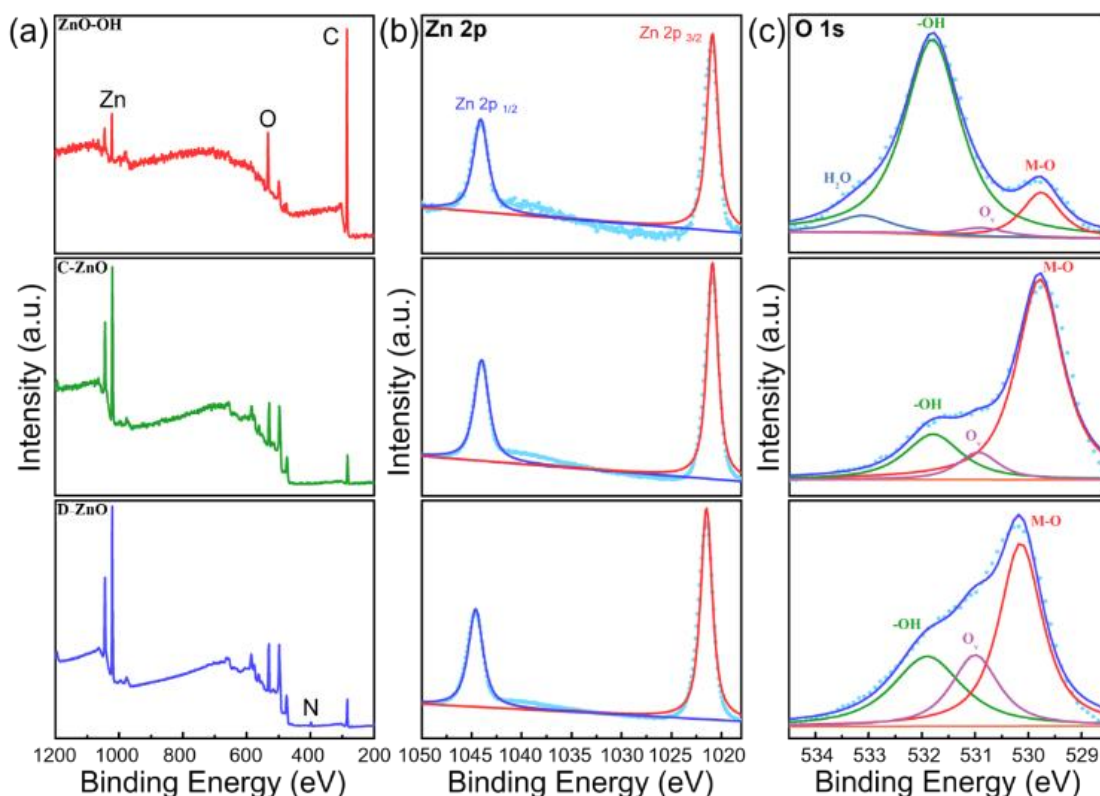 (a)
ZnO-OH
Zn
O
C
C-ZnO
D-ZnO
N
Intensity (a.u.)
1200 1000 800 600 400 200
Binding Energy (eV)
(b)
Zn 2p
Zn 2p 3/2
Zn 2p 1/2
Intensity (a.u.)
1050 1045 1040 1035 1030 1025 1020
Binding Energy (eV)
(c)
O 1s
-OH
H₂O
M-O
Oᵥ
M-O
-OH
Oᵥ
M-O
-OH
Oᵥ
Intensity (a.u.)
534 533 532 531 530 529
Binding Energy (eV)